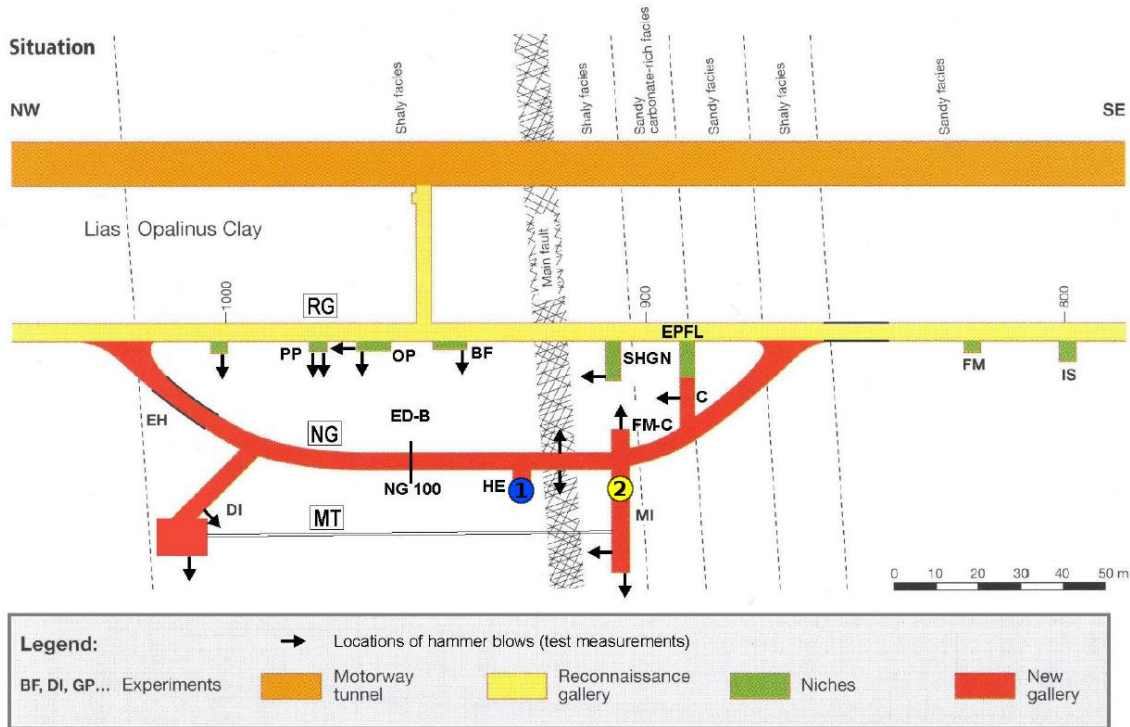 Situation
NW
SE
Shaly facies
Shaly facies
Sandy
carbonate-rich facies
Sandy facies
Shaly facies
Sandy facies
Lias
Opalinus Clay
Main fault
1000
RG
900
800
EPFL
PP
OP
BF
SHGN
FM
IS
C
EH
ED-B
FM-C
NG
NG 100
HE
1
2
DI
MT
MI
0 10 20 30 40 50 m
Legend:
Locations of hammer blows (test measurements)
BF, DI, GP... Experiments
Motorway
tunnel
Reconnaissance
gallery
Niches
New
gallery